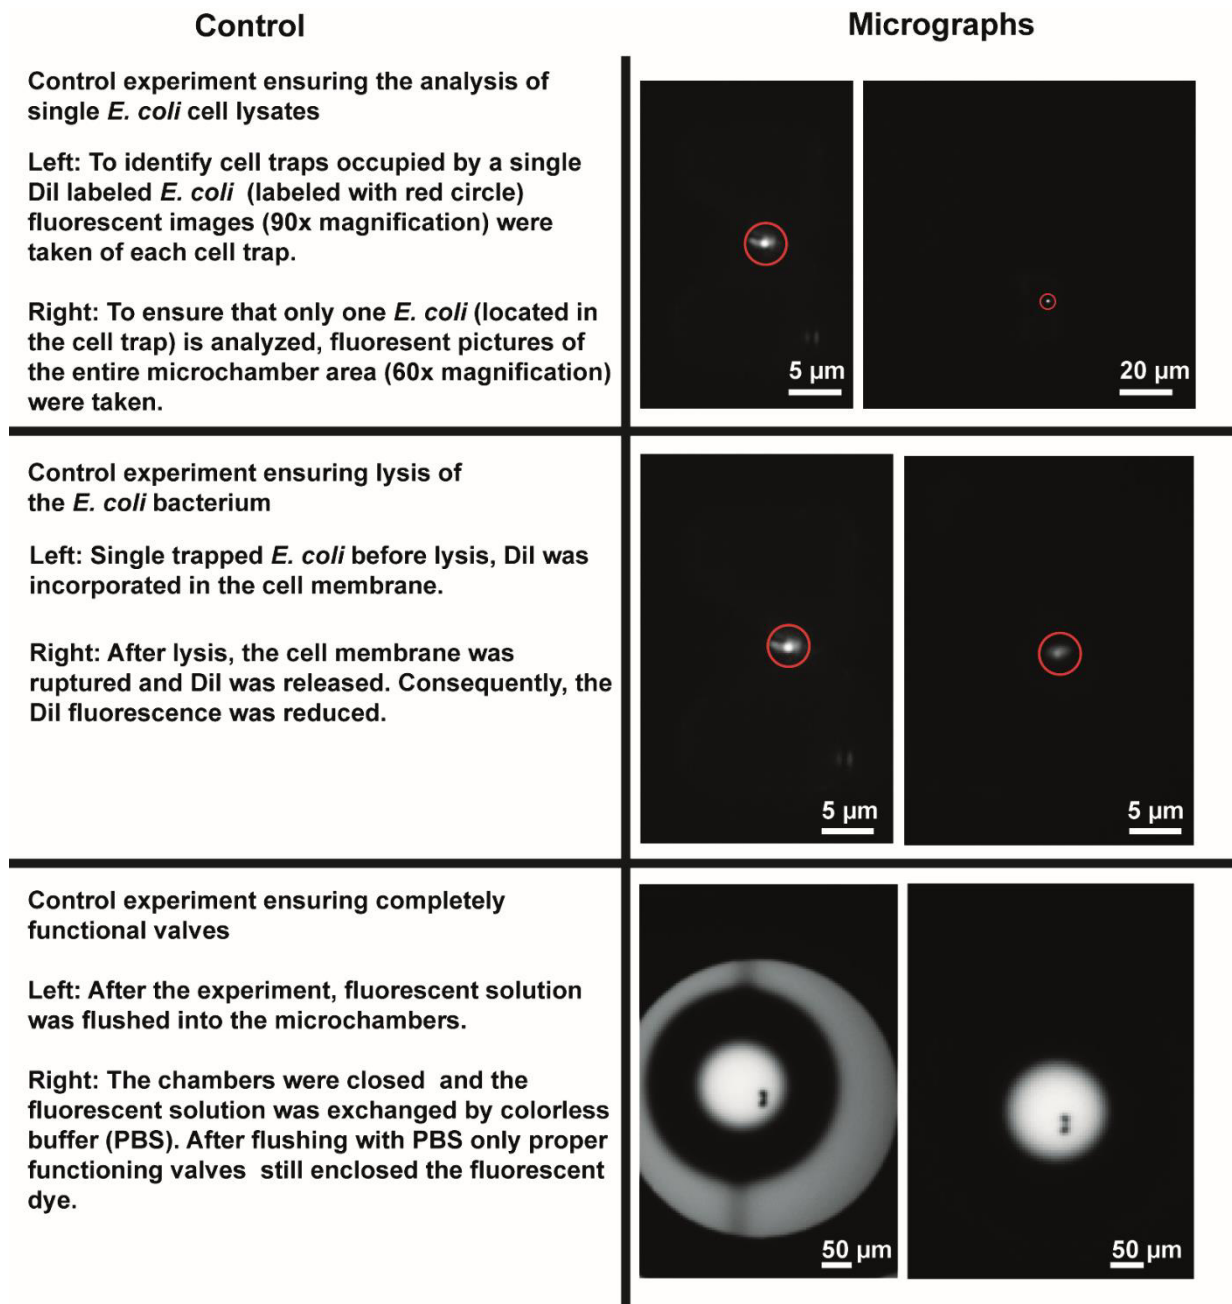 Control
Micrographs
Control experiment ensuring the analysis of
single E. coli cell lysates
Left: To identify cell traps occupied by a single
DiI labeled E. coli (labeled with red circle)
fluorescent images (90x magnification) were
taken of each cell trap.
Right: To ensure that only one E. coli (located in
the cell trap) is analyzed, fluoresent pictures of
the entire microchamber area (60x magnification)
were taken.
5 µm
20 µm
Control experiment ensuring lysis of
the E. coli bacterium
Left: Single trapped E. coli before lysis, DiI was
incorporated in the cell membrane.
Right: After lysis, the cell membrane was
ruptured and DiI was released. Consequently, the
DiI fluorescence was reduced.
5 µm
5 µm
Control experiment ensuring completely
functional valves
Left: After the experiment, fluorescent solution
was flushed into the microchambers.
Right: The chambers were closed and the
fluorescent solution was exchanged by colorless
buffer (PBS). After flushing with PBS only proper
functioning valves still enclosed the fluorescent
dye.
50 µm
50 µm